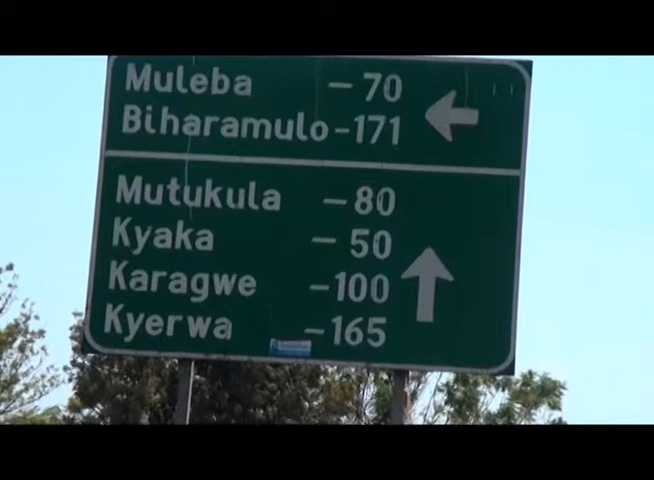 Muleba - 70
Biharamulo - 171
Mutukula - 80
Kyaka - 50
Karagwe - 100
Kyerwa - 165